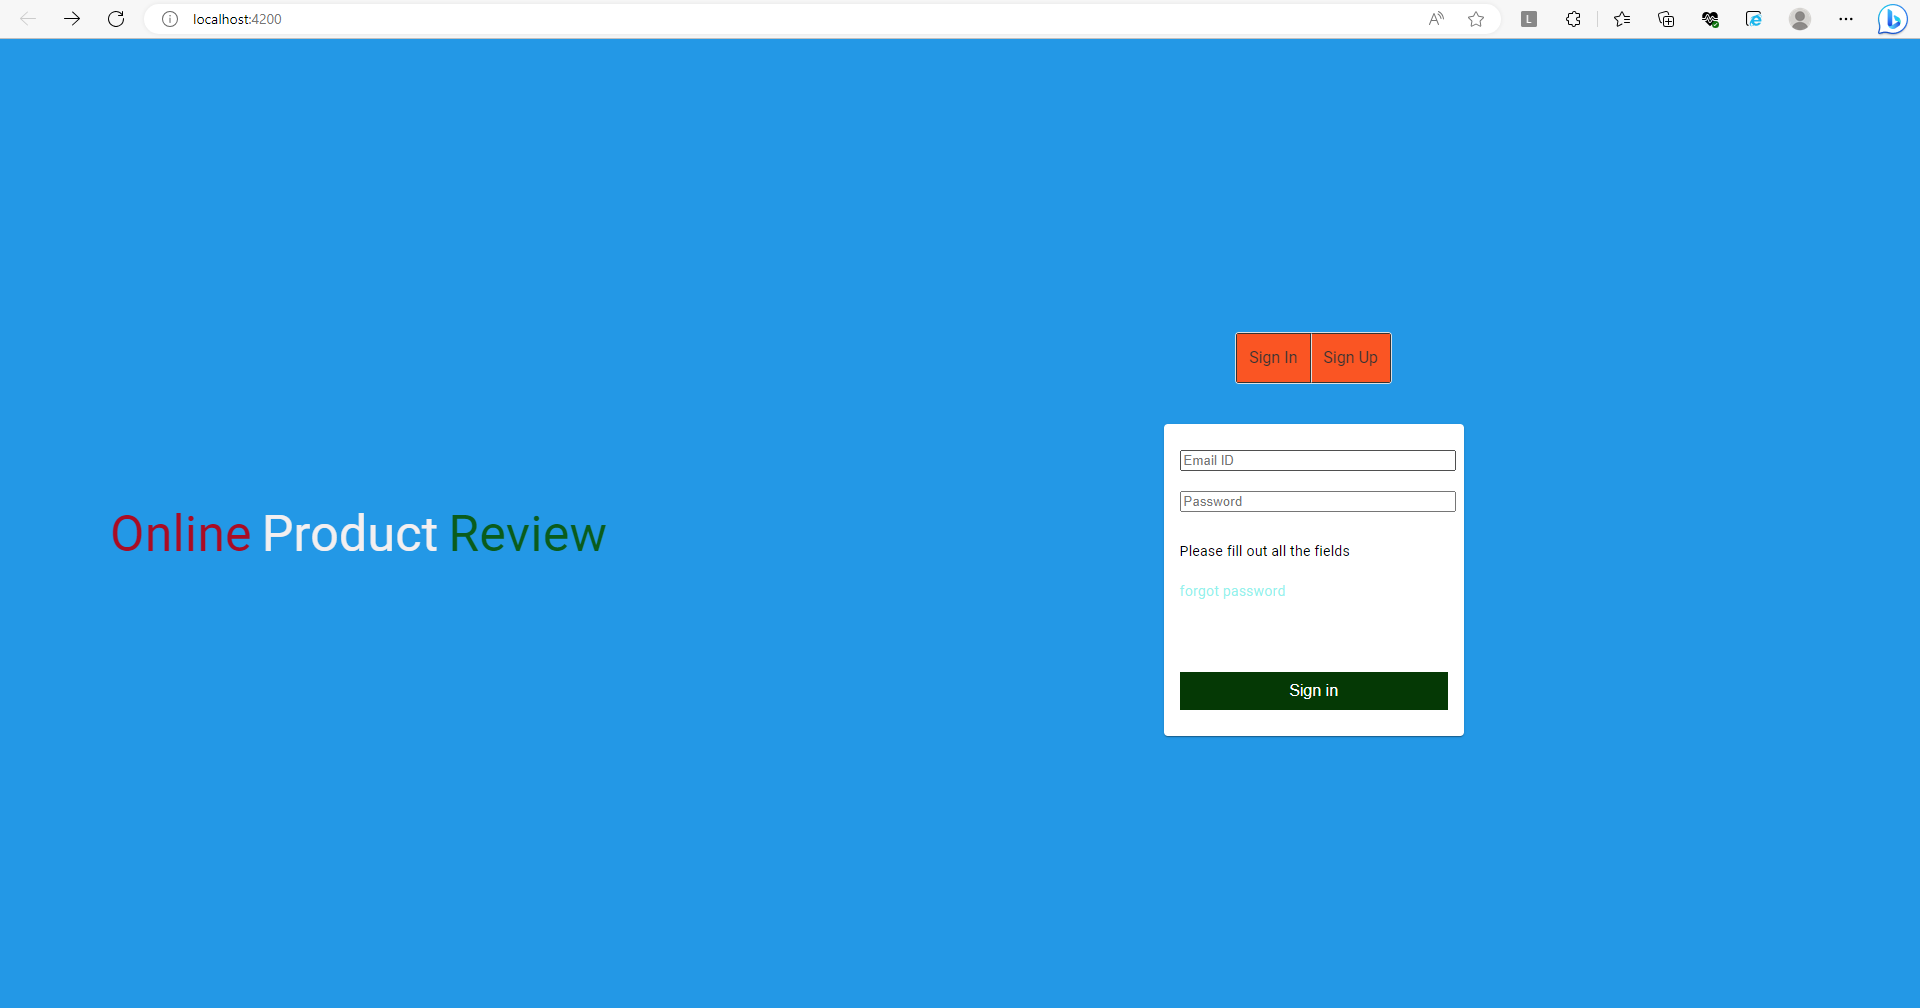 localhost:4200
L
Sign In Sign Up
Email ID
Password
Online Product Review
Please fill out all the fields
forgot password
Sign in